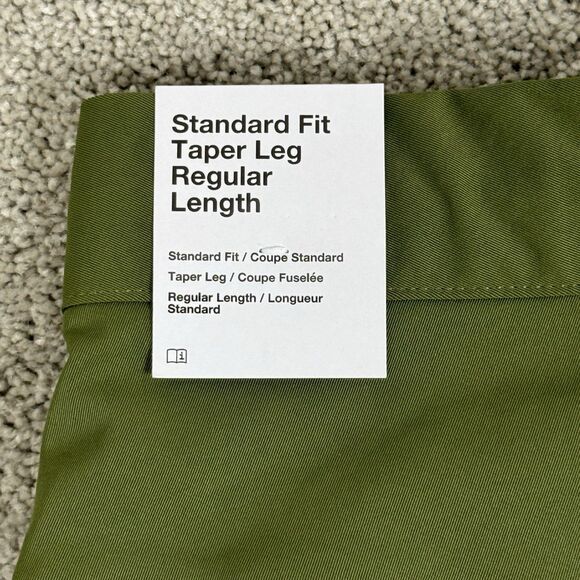 Standard Fit
Taper Leg
Regular
Length
Standard Fit / Coupe Standard
Taper Leg / Coupe Fuselée
Regular Length / Longueur
Standard
i